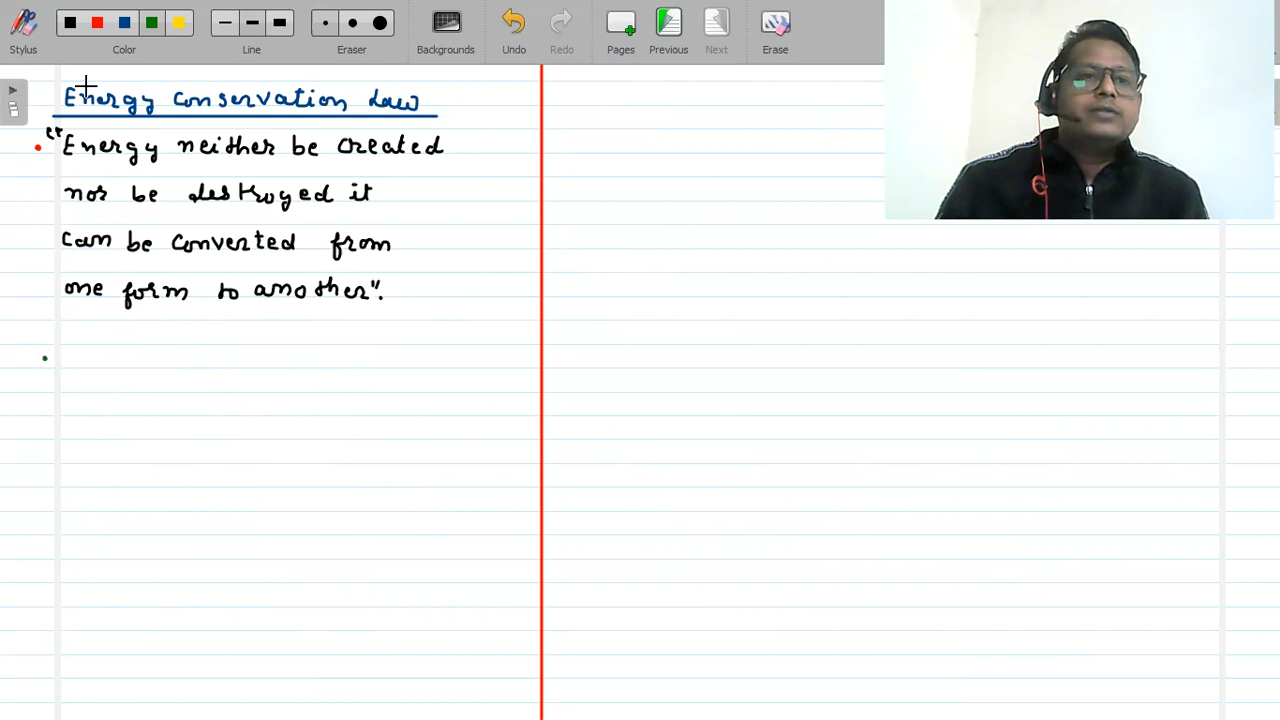 Stylus
Color
Line
Eraser
Backgrounds
Undo
Redo
Pages
Previous
Next
Erase
Energy conservation Law
"Energy neither be created
nor be destroyed it
can be converted from
one form to another".